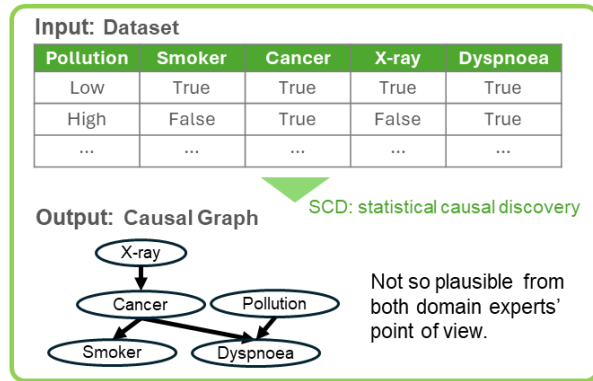 Input: Dataset
Pollution Smoker Cancer X-ray Dyspnoea
Low True True True True
High False True False True
... ... ... ... ...
SCD: statistical causal discovery
Output: Causal Graph
X-ray
Cancer Pollution
Smoker Dyspnoea
Not so plausible from
both domain experts'
point of view.